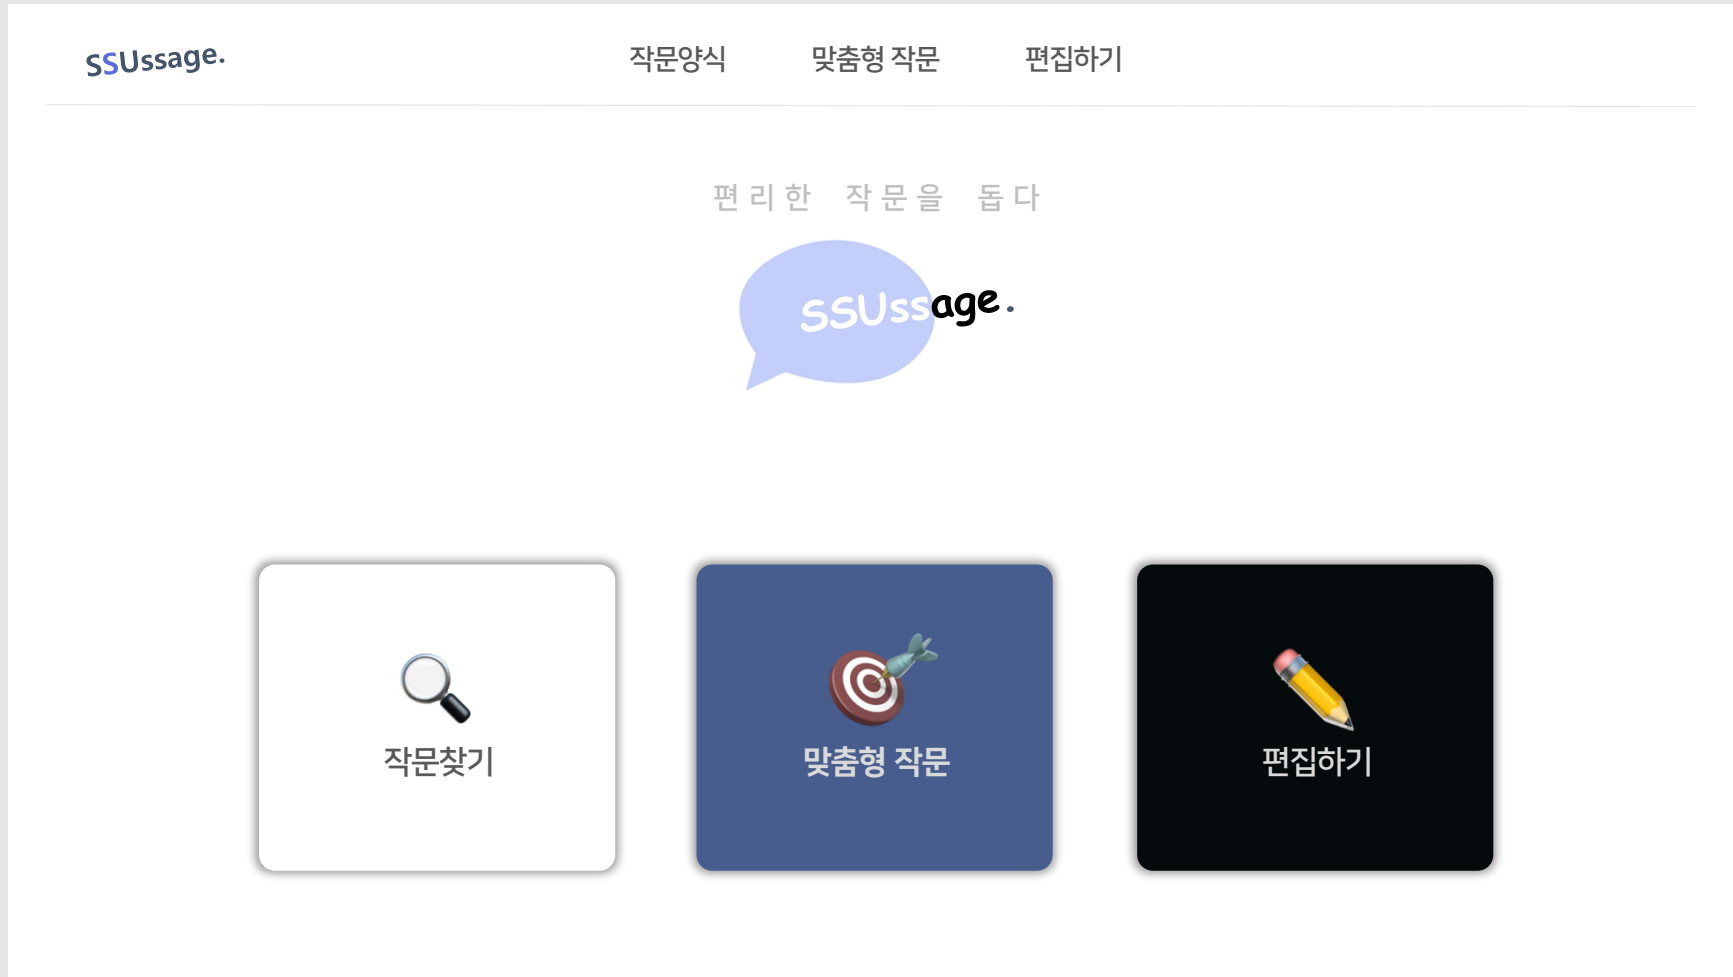 SSUssage.
작문양식 맞춤형 작문 편집하기
편리한 작문을 돕다
SSUssage.
작문찾기
맞춤형 작문
편집하기